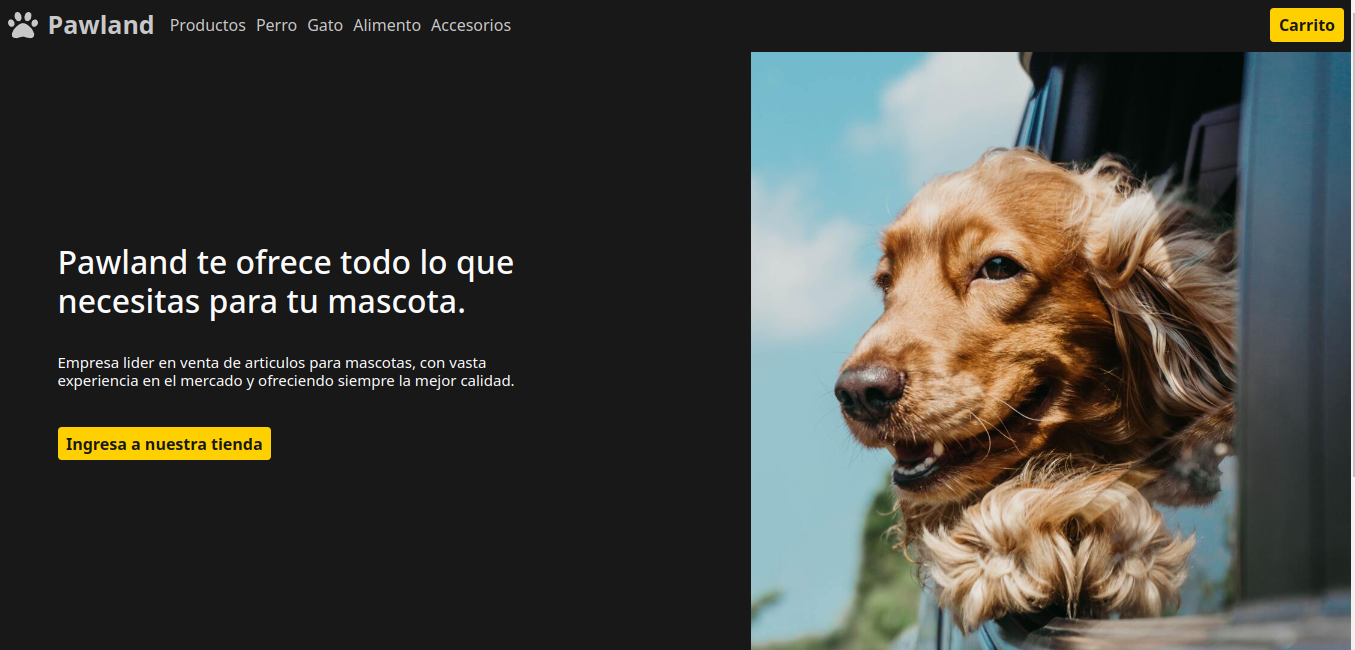 Pawland Productos Perro Gato Alimento Accesorios Carrito
Pawland te ofrece todo lo que
necesitas para tu mascota.
Empresa lider en venta de articulos para mascotas, con vasta
experiencia en el mercado y ofreciendo siempre la mejor calidad.
Ingresa a nuestra tienda